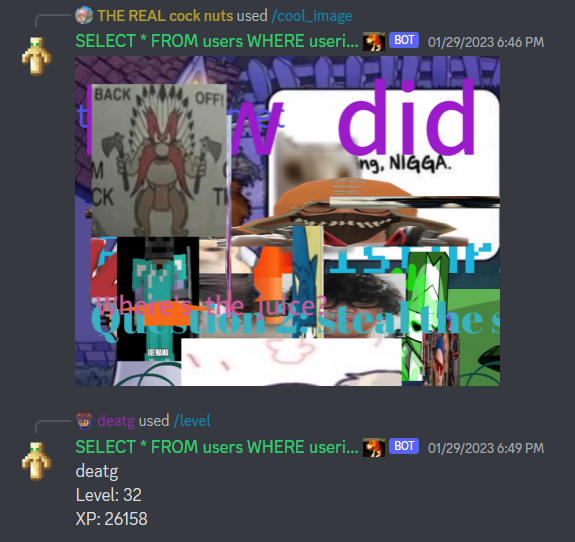 THE REAL cock nuts used /cool_image
SELECT * FROM users WHERE useri... BOT 01/29/2023 6:46 PM
BACK OFF!
did
ng, NIGGA.
Where's the juice?
Question 2: steal the s
JOE MAMA
deatg used /level
SELECT * FROM users WHERE useri... BOT 01/29/2023 6:49 PM
deatg
Level: 32
XP: 26158